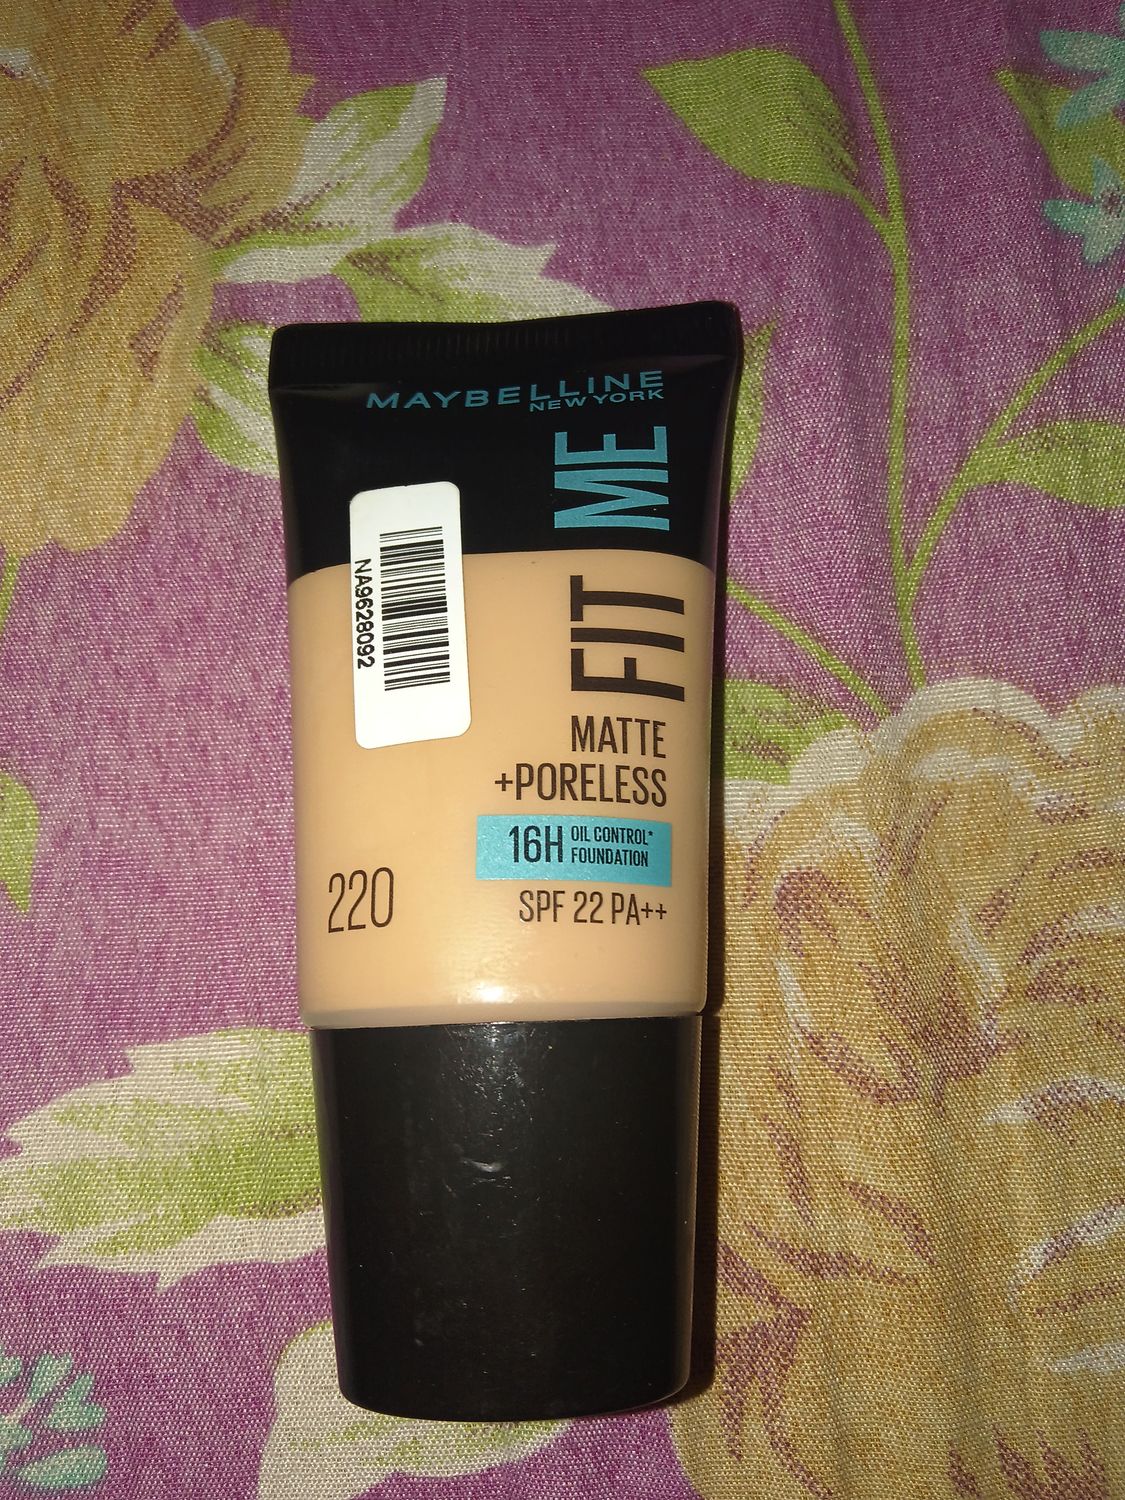 MAYBELLINE
NEW YORK
FIT ME
MATTE
+PORELESS
16H OIL CONTROL*
FOUNDATION
SPF 22 PA++
220
NA9628092